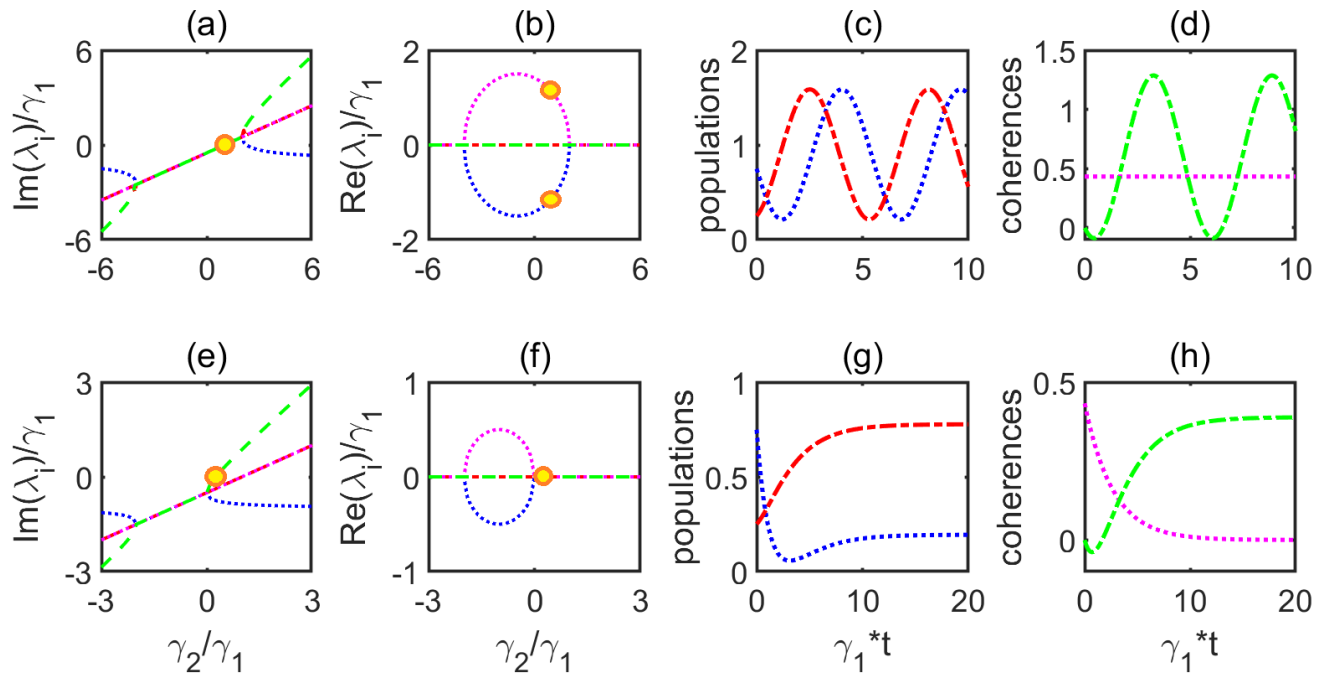 (a) (b) (c) (d)
Im(λi)/γ1
6
0
-6
-6 0 6
Re(λi)/γ1
2
0
-2
-6 0 6
populations
2
1
0
0 5 10
coherences
1.5
1
0.5
0
0 5 10
(e) (f) (g) (h)
Im(λi)/γ1
3
0
-3
-3 0 3
γ2/γ1
Re(λi)/γ1
1
0
-1
-3 0 3
γ2/γ1
populations
1
0.5
0
0 10 20
γ1*t
coherences
0.5
0
0 10 20
γ1*t